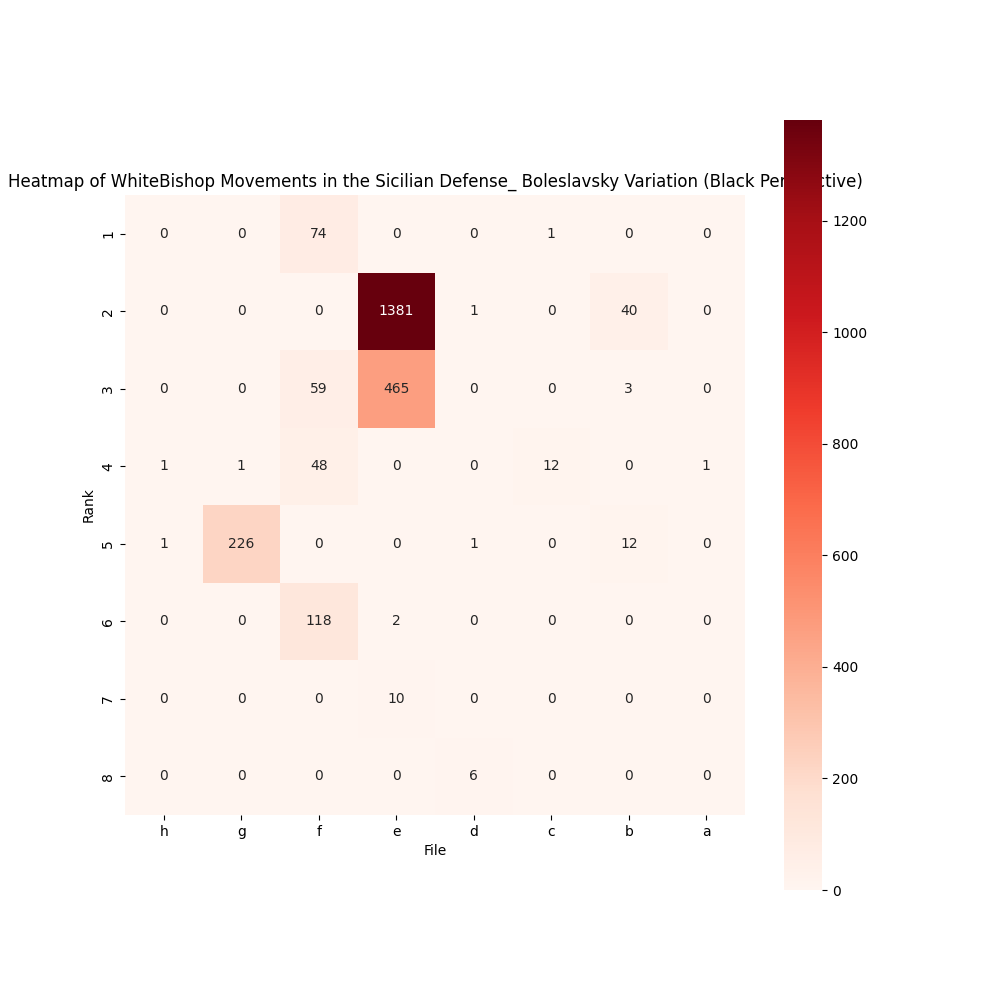 Heatmap of WhiteBishop Movements in the Sicilian Defense_ Boleslavsky Variation (Black Perspective)
1 0 0 74 0 0 1 0 0
2 0 0 0 1381 1 0 40 0
3 0 0 59 465 0 0 3 0
4 1 1 48 0 0 12 0 1
5 1 226 0 0 1 0 12 0
6 0 0 118 2 0 0 0 0
7 0 0 0 10 0 0 0 0
8 0 0 0 0 6 0 0 0
h g f e d c b a
File
Rank
1200
1000
800
600
400
200
0